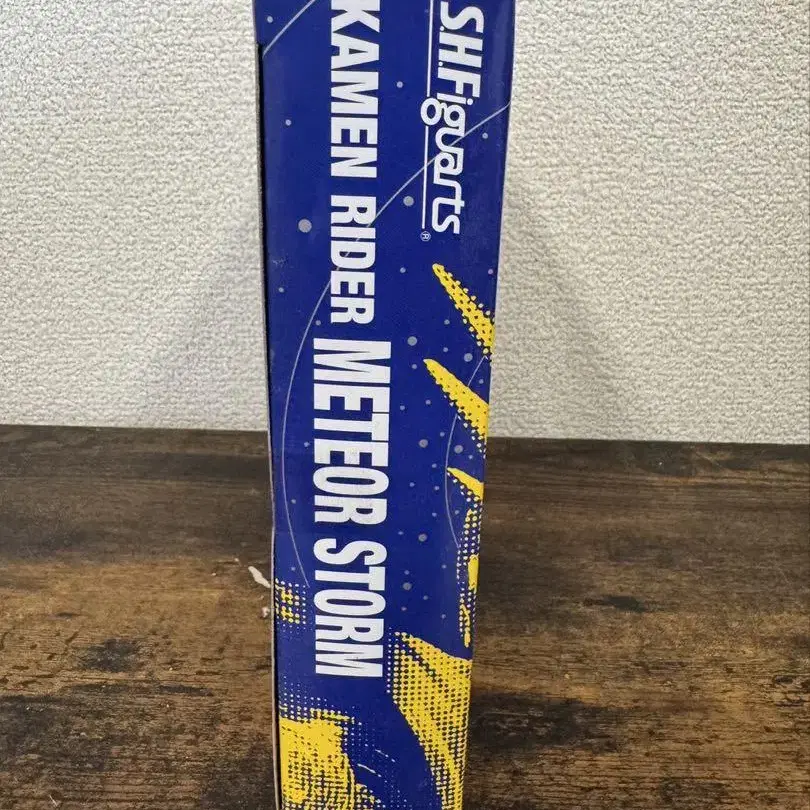 S.H.Figuarts®
KAMEN RIDER METEOR STORM